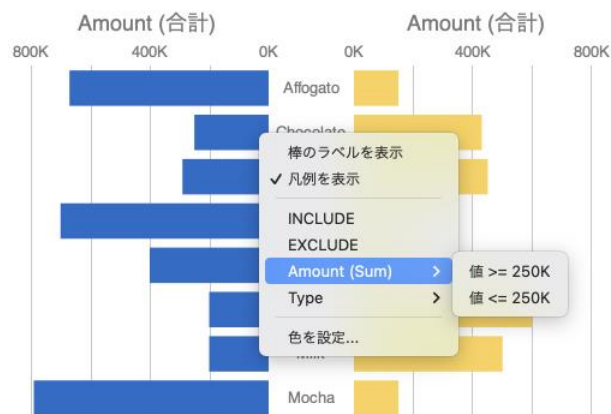 Amount (合計) Amount (合計)
800K 400K 0K 0K 400K 800K
Affogato
Chocolate
棒のラベルを表示
✓ 凡例を表示
INCLUDE
EXCLUDE
Amount (Sum) >
値 >= 250K
Type >
値 <= 250K
色を設定...
Mocha